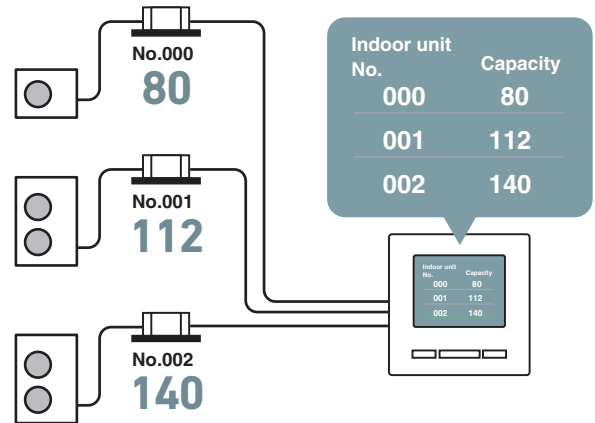 No.000
80
No.001
112
No.002
140
Indoor unit
No. Capacity
000 80
001 112
002 140
Indoor unit
No. Capacity
000 80
001 112
002 140